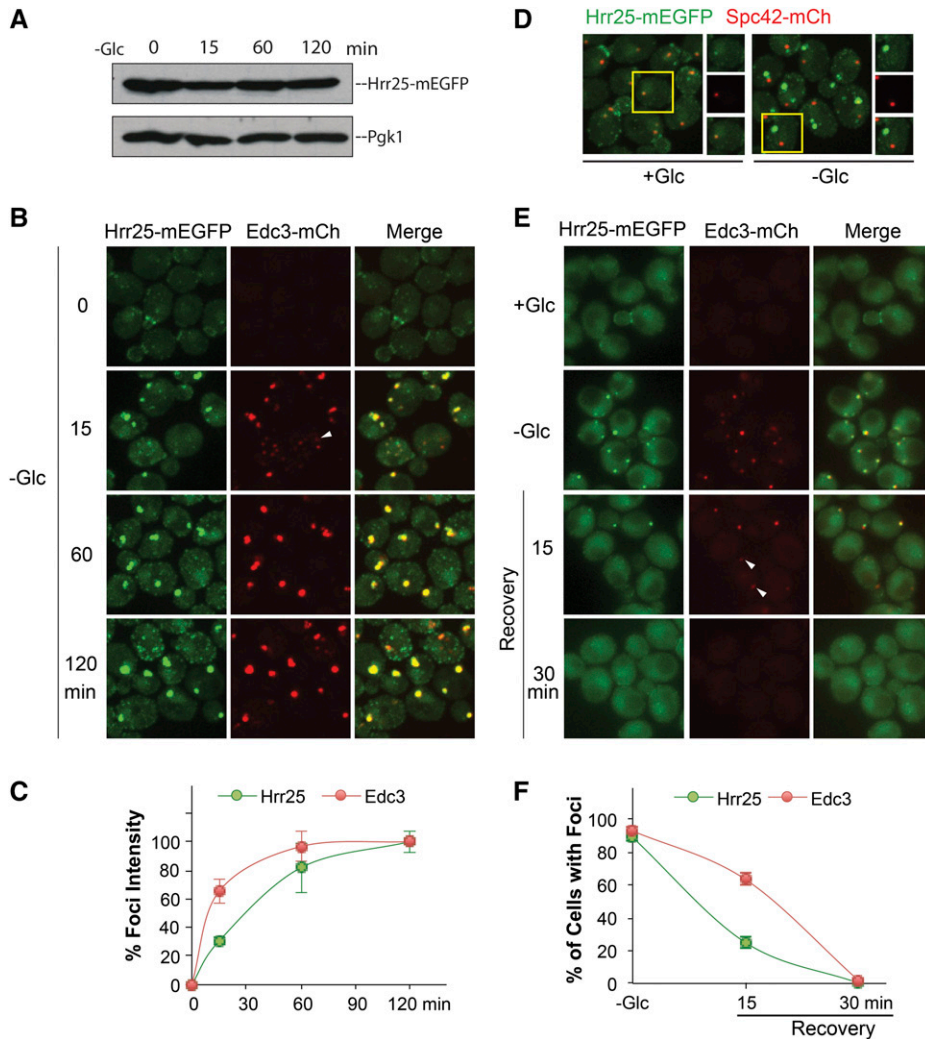 A
-Glc 0 15 60 120 min
--Hrr25-mEGFP
--Pgk1
D
Hrr25-mEGFP Spc42-mCh
+Glc -Glc
B
Hrr25-mEGFP Edc3-mCh Merge
-Glc
0
15
60
120
min
E
Hrr25-mEGFP Edc3-mCh Merge
+Glc
-Glc
Recovery
15
30
min
C
Hrr25 Edc3
% Foci Intensity
100
80
60
40
20
0
0 30 60 90 120 min
F
Hrr25 Edc3
% of Cells with Foci
100
80
60
40
20
0
-Glc 15 30 min
Recovery